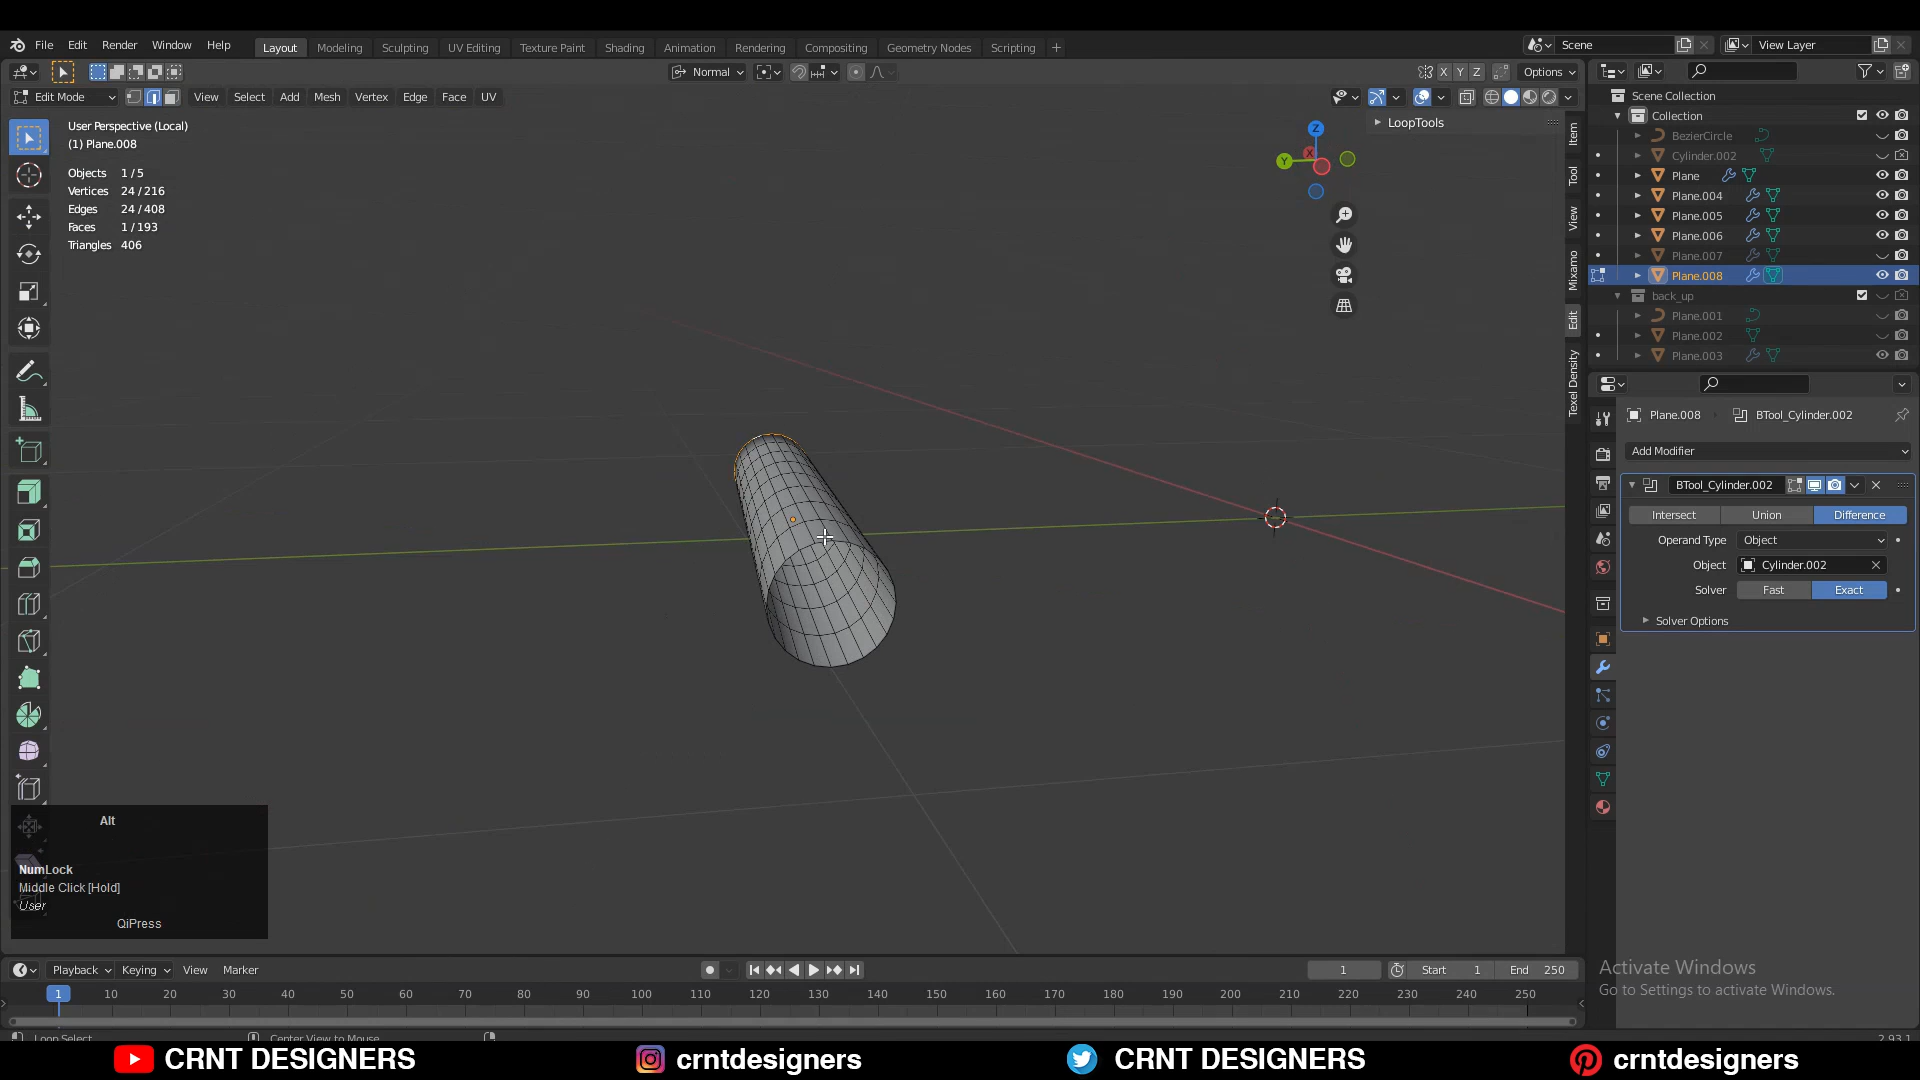 File Edit Render Window Help Layout Modeling Sculpting UV Editing Texture Paint Shading Animation Rendering Compositing Geometry Nodes Scripting Scene View Layer
Normal X Y Z Options
Edit Mode View Select Add Mesh Vertex Edge Face UV
Scene Collection
Collection
BezierCircle
Cylinder.002
Plane
Plane.004
Plane.005
Plane.006
Plane.007
Plane.008
back_up
Plane.001
Plane.002
Plane.003
User Perspective (Local)
(1) Plane.008
Objects 1 / 5
Vertices 24 / 216
Edges 24 / 408
Faces 1 / 193
Triangles 406
LoopTools
Z
Y
X
Item
Tool
View
Mixamo
Edit
Texel Density
Plane.008 BTool_Cylinder.002
Add Modifier
BTool_Cylinder.002
Intersect Union Difference
Operand Type Object
Object Cylinder.002
Solver Fast Exact
Solver Options
Alt
NumLock
Middle Click [Hold]
User
QiPress
Activate Windows
Go to Settings to activate Windows.
Playback Keying View Marker 1 Start 1 End 250
1 10 20 30 40 50 60 70 80 90 100 110 120 130 140 150 160 170 180 190 200 210 220 230 240 250
Loop Select Center View to Mouse 2.93.1
CRNT DESIGNERS crntdesigners CRNT DESIGNERS crntdesigners